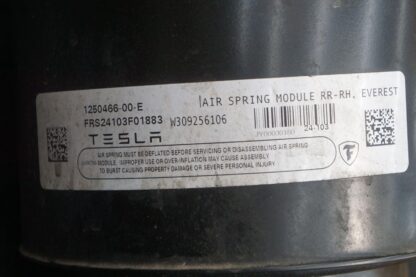 1250466-00-E
AIR SPRING MODULE RR-RH, EVEREST
FRS24103F01883 W309256106
TESLA
24-103
AIR SPRING MUST BE DEFLATED BEFORE SERVICING OR DISASSEMBLING AIR SPRING
MODULE. IMPROPER USE OR OVER-INFLATION MAY CAUSE ASSEMBLY
TO BURST CAUSING PROPERTY DAMAGE OR SEVERE PERSONAL INJURY